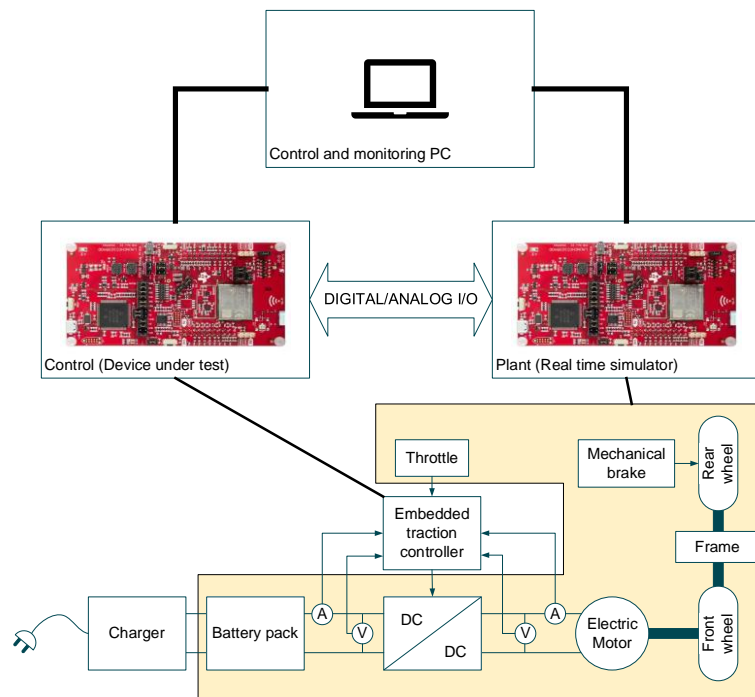 Control and monitoring PC
DIGITAL/ANALOG I/O
Control (Device under test)
Plant (Real time simulator)
Throttle
Mechanical
brake
Rear
wheel
Embedded
traction
controller
Frame
A
A
Charger
Battery pack
V
DC
DC
V
Electric
Motor
Front
wheel